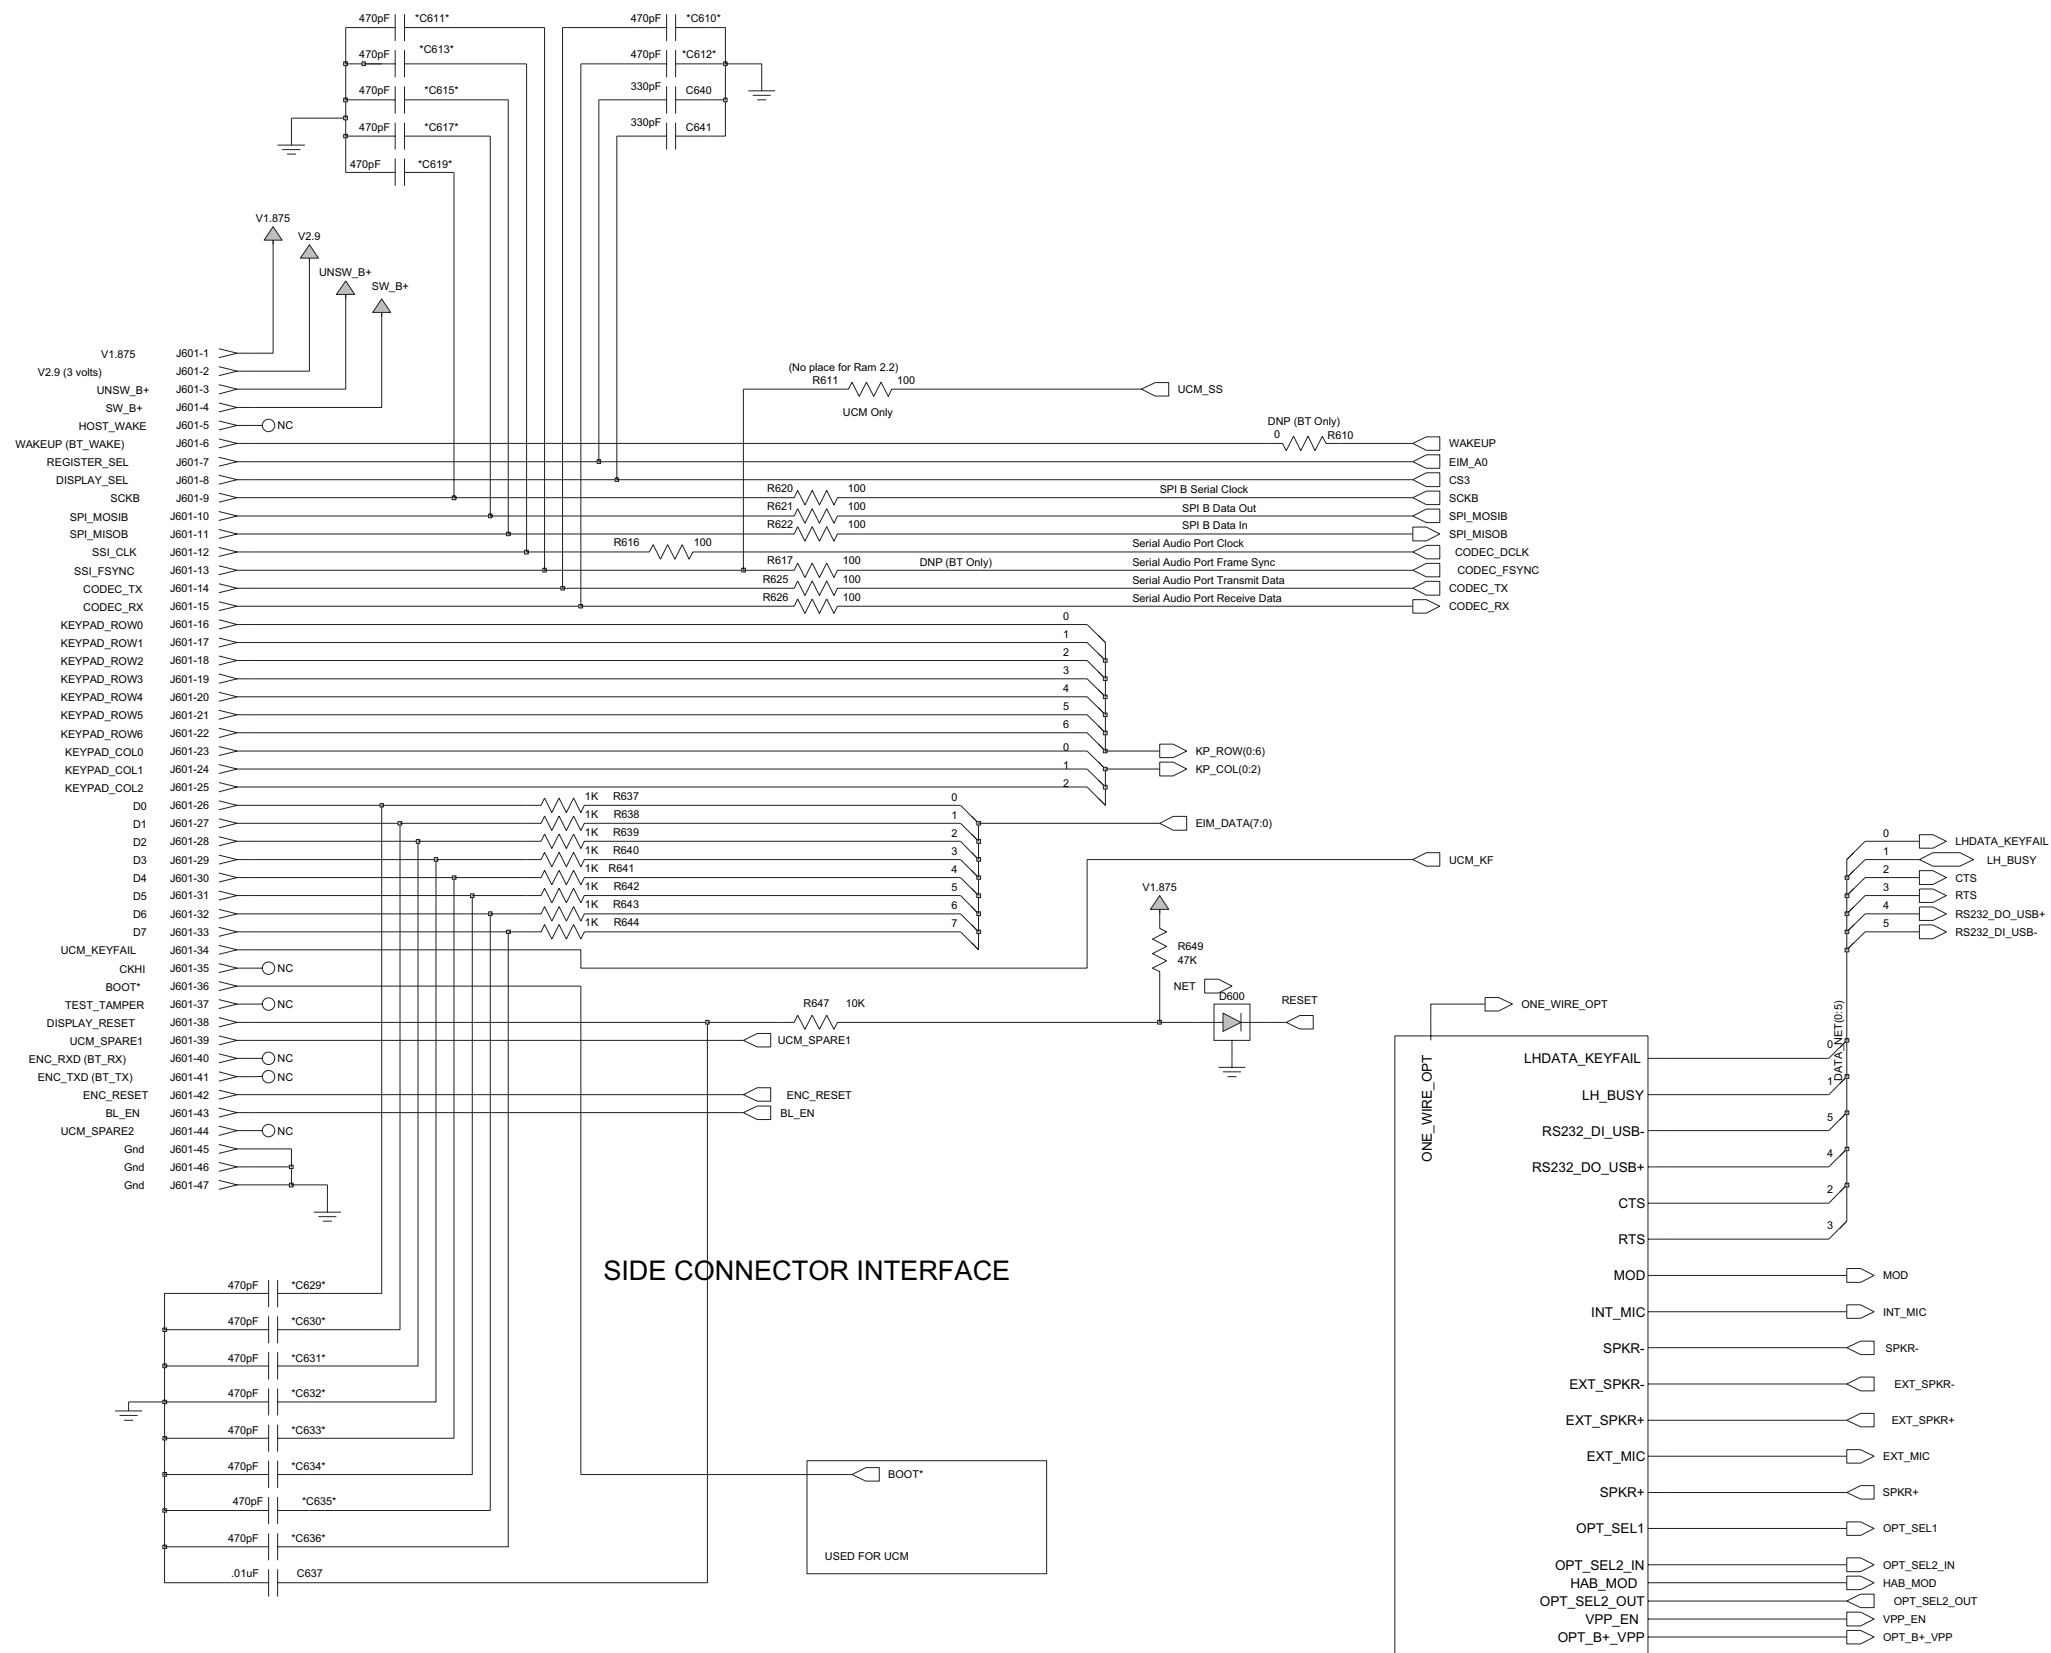 470pF *C611* 470pF *C610*
470pF *C613* 470pF *C612*
470pF *C615* 330pF C640
470pF *C617* 330pF C641
470pF *C619*
V1.875
V2.9
UNSW_B+
SW_B+
V1.875 J601-1
V2.9 (3 volts) J601-2
(No place for Ram 2.2)
UNSW_B+ J601-3 R611 100 UCM_SS
SW_B+ J601-4 UCM Only
HOST_WAKE J601-5 NC
DNP (BT Only)
WAKEUP (BT_WAKE) J601-6 0 R610 WAKEUP
REGISTER_SEL J601-7 EIM_A0
DISPLAY_SEL J601-8 CS3
SCKB J601-9 R620 100 SPI B Serial Clock SCKB
SPI_MOSIB J601-10 R621 100 SPI B Data Out SPI_MOSIB
SPI_MISOB J601-11 R622 100 SPI B Data In SPI_MISOB
SSI_CLK J601-12 R616 100 Serial Audio Port Clock CODEC_DCLK
SSI_FSYNC J601-13 R617 100 DNP (BT Only) Serial Audio Port Frame Sync CODEC_FSYNC
CODEC_TX J601-14 R625 100 Serial Audio Port Transmit Data CODEC_TX
CODEC_RX J601-15 R626 100 Serial Audio Port Receive Data CODEC_RX
KEYPAD_ROW0 J601-16 0
KEYPAD_ROW1 J601-17 1
KEYPAD_ROW2 J601-18 2
KEYPAD_ROW3 J601-19 3
KEYPAD_ROW4 J601-20 4
KEYPAD_ROW5 J601-21 5
KEYPAD_ROW6 J601-22 6
KEYPAD_COL0 J601-23 0 KP_ROW(0:6)
KEYPAD_COL1 J601-24 1 KP_COL(0:2)
KEYPAD_COL2 J601-25 2
D0 J601-26 1K R637 0
D1 J601-27 1K R638 1 EIM_DATA(7:0)
D2 J601-28 1K R639 2
D3 J601-29 1K R640 3 UCM_KF
D4 J601-30 1K R641 4
D5 J601-31 1K R642 5
D6 J601-32 1K R643 6
D7 J601-33 1K R644 7
UCM_KEYFAIL J601-34
CKHI J601-35 NC
BOOT* J601-36
TEST_TAMPER J601-37 NC
DISPLAY_RESET J601-38 R647 10K
UCM_SPARE1 J601-39 UCM_SPARE1
ENC_RXD (BT_RX) J601-40 NC
ENC_TXD (BT_TX) J601-41 NC
ENC_RESET J601-42 ENC_RESET
BL_EN J601-43 BL_EN
UCM_SPARE2 J601-44 NC
Gnd J601-45
Gnd J601-46
Gnd J601-47
V1.875
R649
47K
NET
D600 RESET
SIDE CONNECTOR INTERFACE
470pF *C629*
470pF *C630*
470pF *C631*
470pF *C632*
470pF *C633*
470pF *C634*
470pF *C635*
470pF *C636*
.01uF C637
BOOT*
USED FOR UCM
0 LHDATA_KEYFAIL
1 LH_BUSY
2 CTS
3 RTS
4 RS232_DO_USB+
5 RS232_DI_USB-
DATA_NET(0:5)
ONE_WIRE_OPT
ONE_WIRE_OPT
LHDATA_KEYFAIL 0
LH_BUSY 1
RS232_DI_USB- 5
RS232_DO_USB+ 4
CTS 2
RTS 3
MOD MOD
INT_MIC INT_MIC
SPKR- SPKR-
EXT_SPKR- EXT_SPKR-
EXT_SPKR+ EXT_SPKR+
EXT_MIC EXT_MIC
SPKR+ SPKR+
OPT_SEL1 OPT_SEL1
OPT_SEL2_IN OPT_SEL2_IN
HAB_MOD HAB_MOD
OPT_SEL2_OUT OPT_SEL2_OUT
VPP_EN VPP_EN
OPT_B+_VPP OPT_B+_VPP